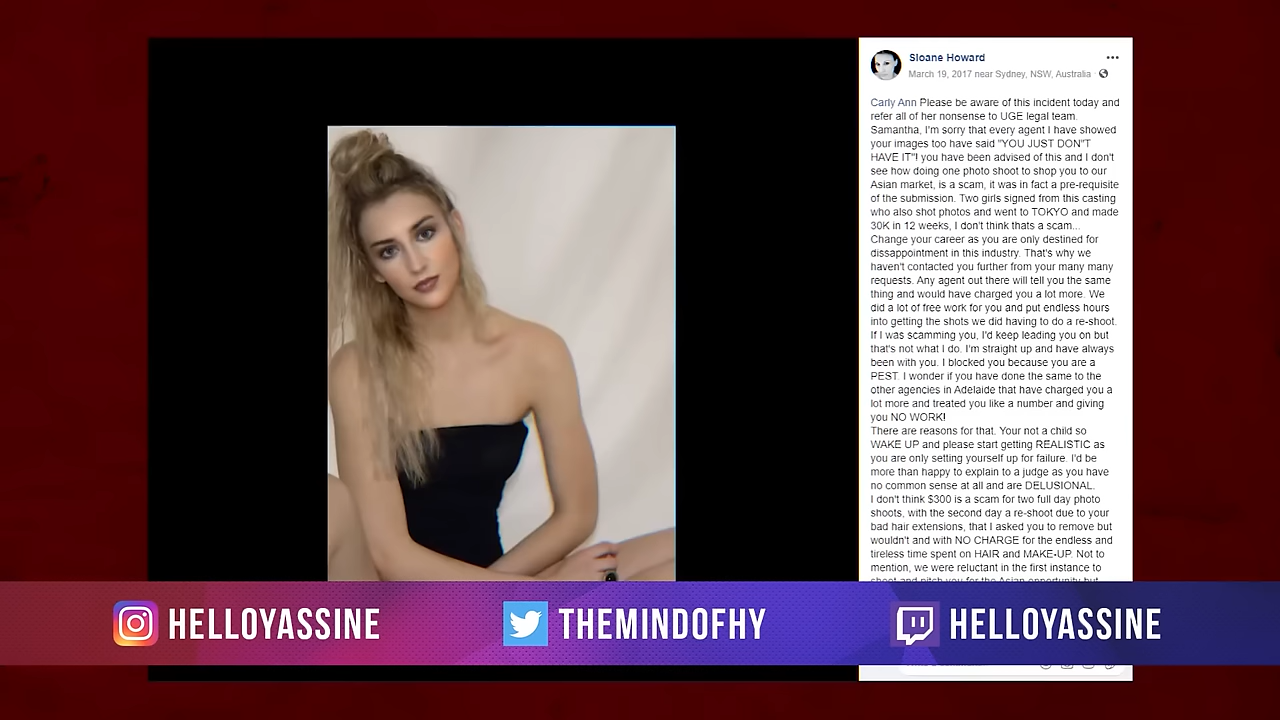 Sloane Howard
March 19, 2017 near Sydney, NSW, Australia ·
Carly Ann Please be aware of this incident today and
refer all of her nonsense to UGE legal team.
Samantha, I'm sorry that every agent I have showed
your images too have said "YOU JUST DON"T
HAVE IT"! you have been advised of this and I don't
see how doing one photo shoot to shop you to our
Asian market, is a scam, it was in fact a pre-requisite
of the submission. Two girls signed from this casting
who also shot photos and went to TOKYO and made
30K in 12 weeks, I don't think thats a scam...
Change your career as you are only destined for
dissappointment in this industry. That's why we
haven't contacted you further from your many many
requests. Any agent out there will tell you the same
thing and would have charged you a lot more. We
did a lot of free work for you and put endless hours
into getting the shots we did having to do a re-shoot.
If I was scamming you, I'd keep leading you on but
that's not what I do. I'm straight up and have always
been with you. I blocked you because you are a
PEST. I wonder if you have done the same to the
other agencies in Adelaide that have charged you a
lot more and treated you like a number and giving
you NO WORK!
There are reasons for that. Your not a child so
WAKE UP and please start getting REALISTIC as
you are only setting yourself up for failure. I'd be
more than happy to explain to a judge as you have
no common sense at all and are DELUSIONAL.
I don't think $300 is a scam for two full day photo
shoots, with the second day a re-shoot due to your
bad hair extensions, that I asked you to remove but
wouldn't and with NO CHARGE for the endless and
tireless time spent on HAIR and MAKE-UP. Not to
mention, we were reluctant in the first instance to
shoot and pitch you for the Asian opportunity but
HELLOYASSINE
THEMINDOFHY
HELLOYASSINE